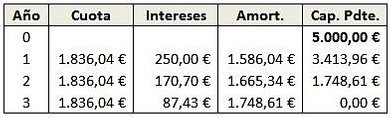 Año Cuota Intereses Amort. Cap. Pdte.
0 5.000,00 €
1 1.836,04 € 250,00 € 1.586,04 € 3.413,96 €
2 1.836,04 € 170,70 € 1.665,34 € 1.748,61 €
3 1.836,04 € 87,43 € 1.748,61 € 0,00 €